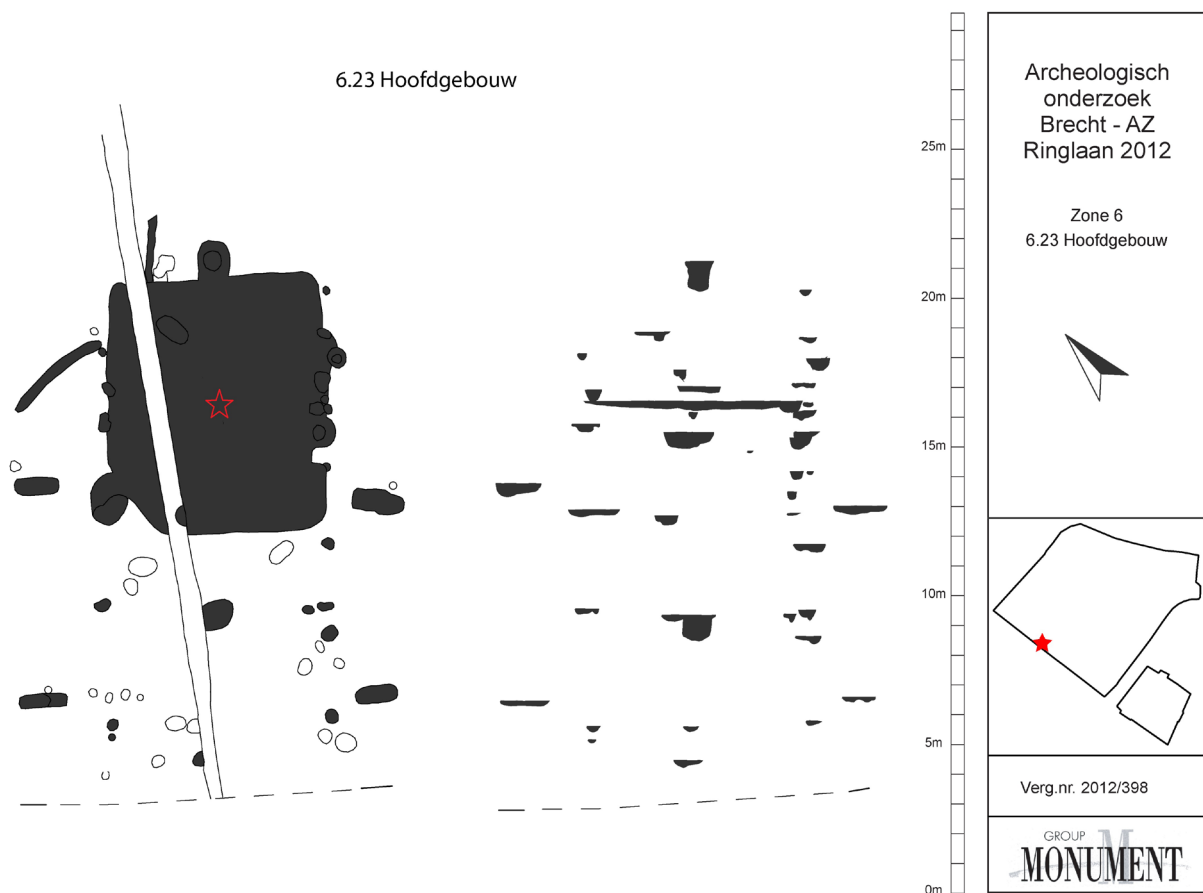 6.23 Hoofdgebouw
25m
20m
15m
10m
5m
0m
Archeologisch
onderzoek
Brecht - AZ
Ringlaan 2012
Zone 6
6.23 Hoofdgebouw
Verg.nr. 2012/398
GROUP
M
MONUMENT